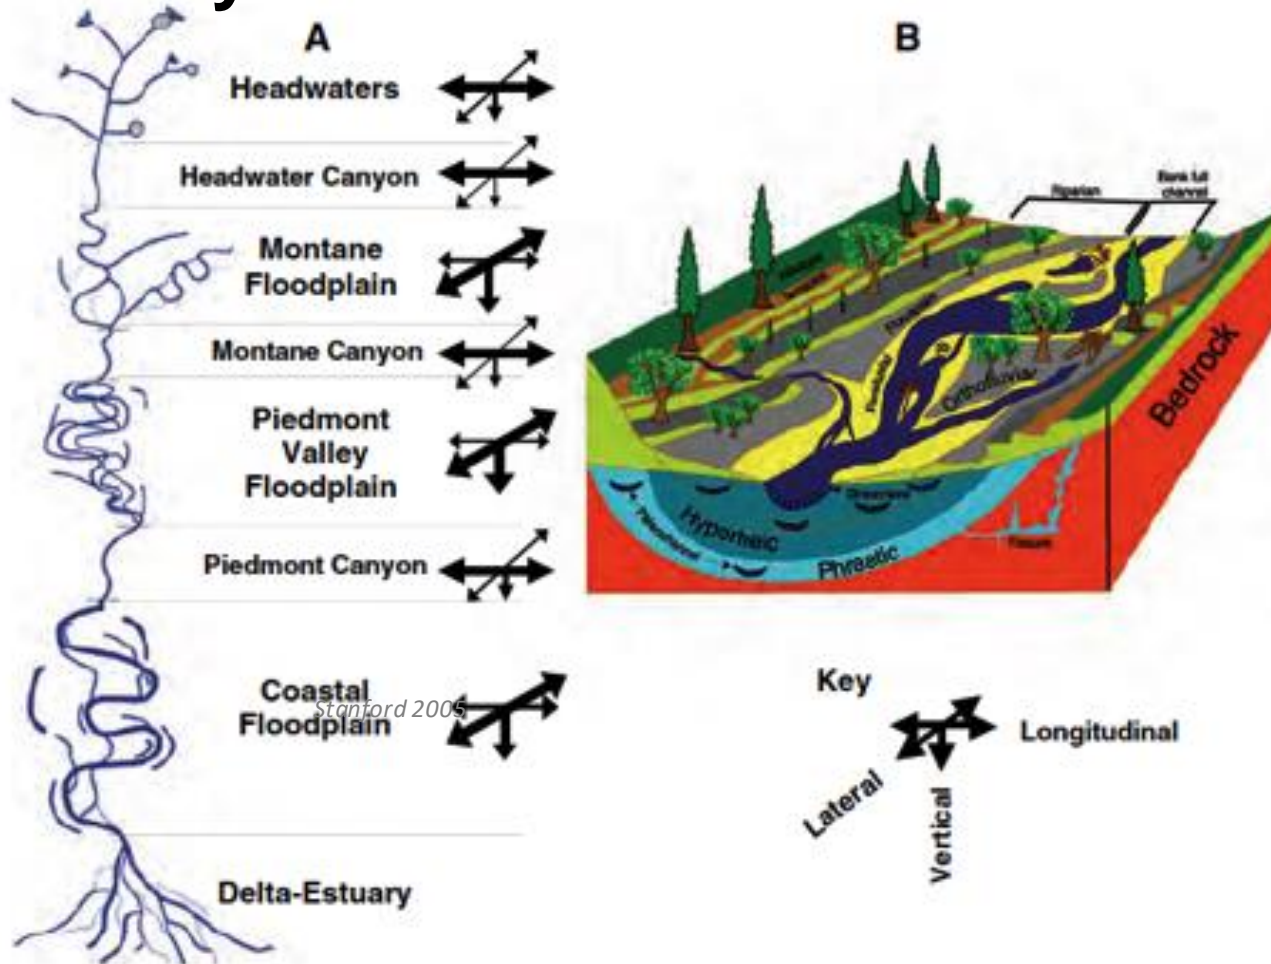 A
Headwaters
Headwater Canyon
Montane
Floodplain
Montane Canyon
Piedmont
Valley
Floodplain
Piedmont Canyon
Coastal
Stanford 2005
Floodplain
Delta-Estuary
B
Riparian
Bank full
channel
Orthofluvial
Bedrock
Hyporheic
Phreatic
Key
Longitudinal
Lateral
Vertical